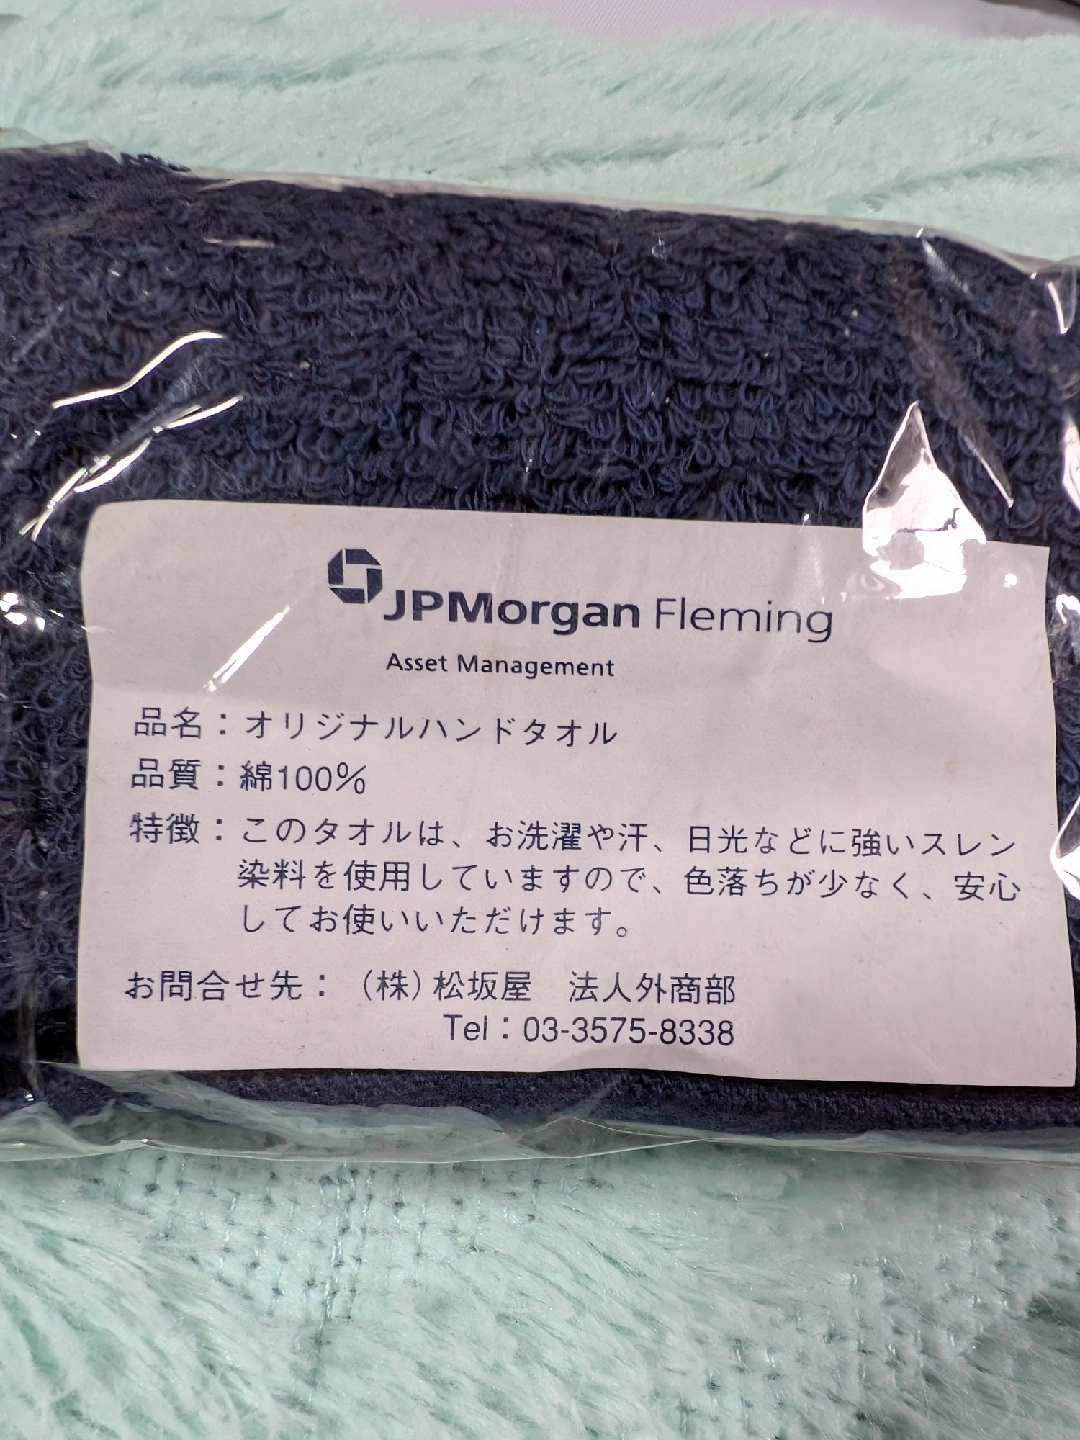 JPMorgan Fleming
Asset Management
品名：オリジナルハンドタオル
品質：綿100％
特徴：このタオルは、お洗濯や汗、日光などに強いスレン
染料を使用していますので、色落ちが少なく、安心
してお使いいただけます。
お問合せ先：（株）松坂屋　法人外商部
Tel：03-3575-8338